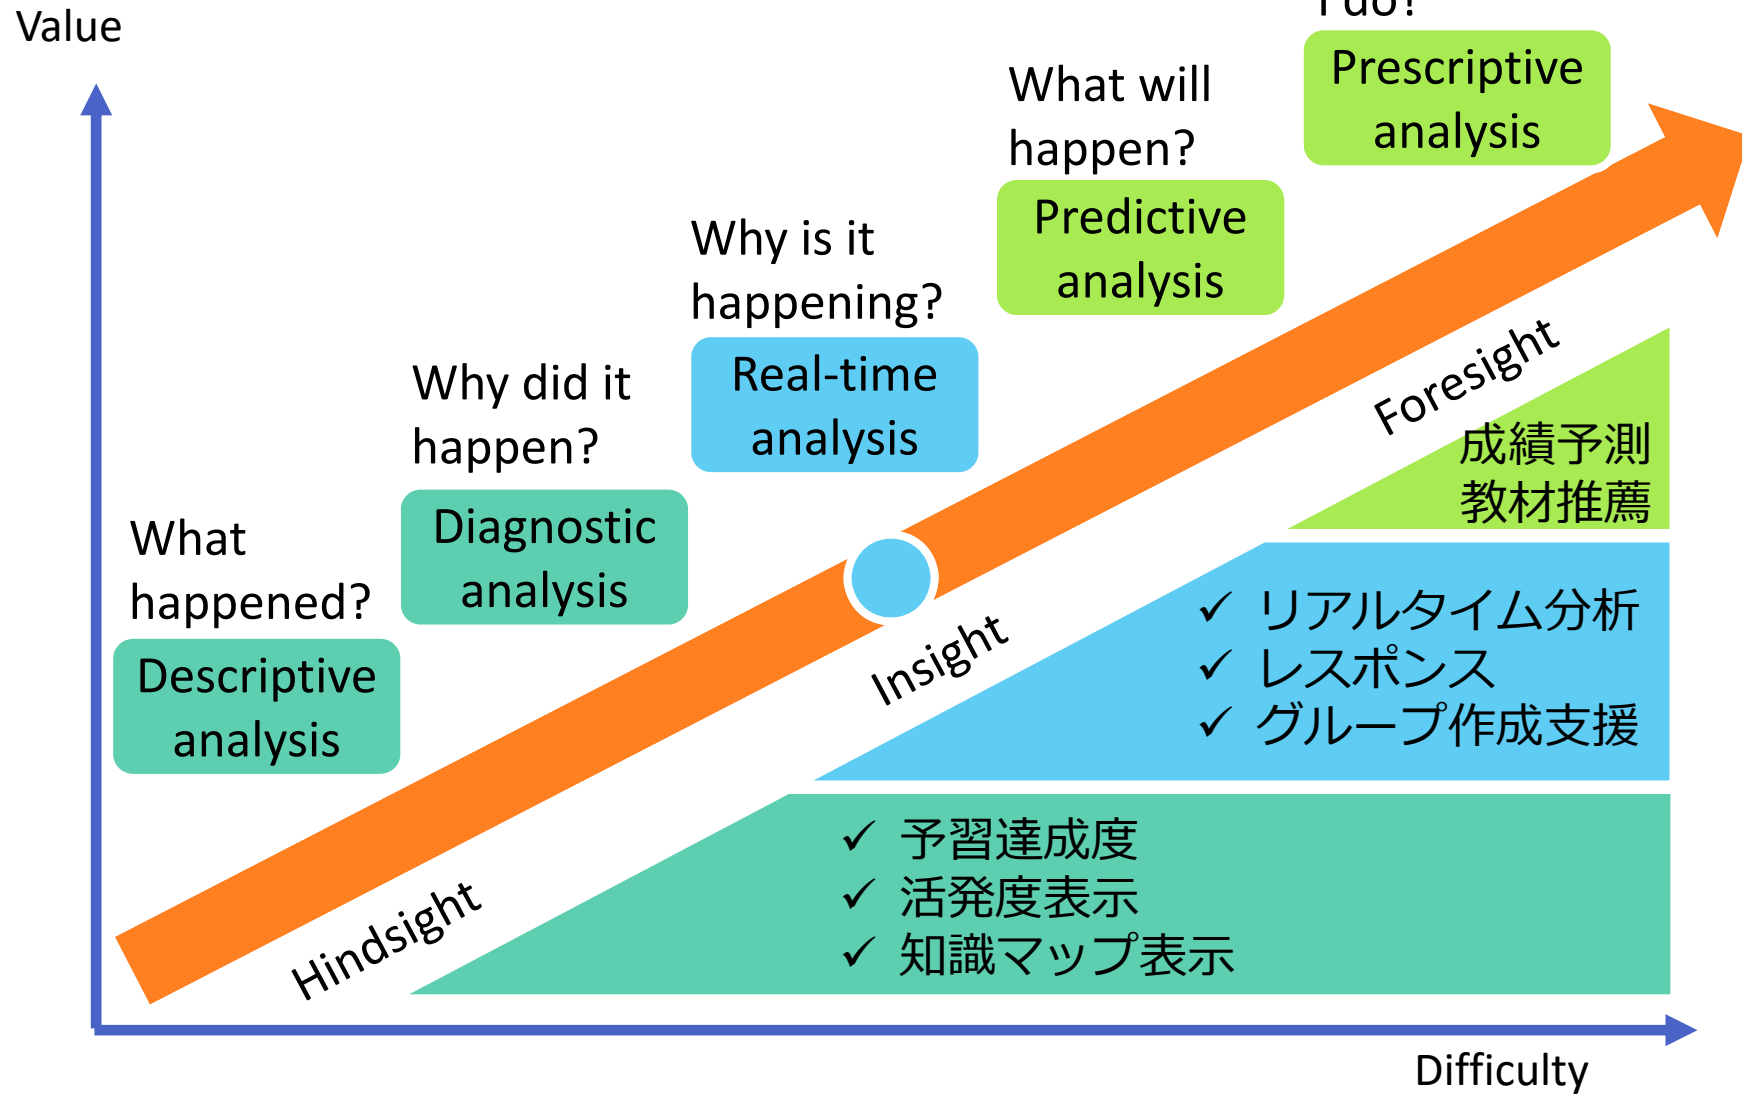 Value
What
happened?
Descriptive
analysis
Why did it
happen?
Diagnostic
analysis
Why is it
happening?
Real-time
analysis
What will
happen?
Predictive
analysis
I do?
Prescriptive
analysis
Hindsight
Insight
Foresight
成績予測
教材推薦
✓ リアルタイム分析
✓ レスポンス
✓ グループ作成支援
✓ 予習達成度
✓ 活発度表示
✓ 知識マップ表示
Difficulty